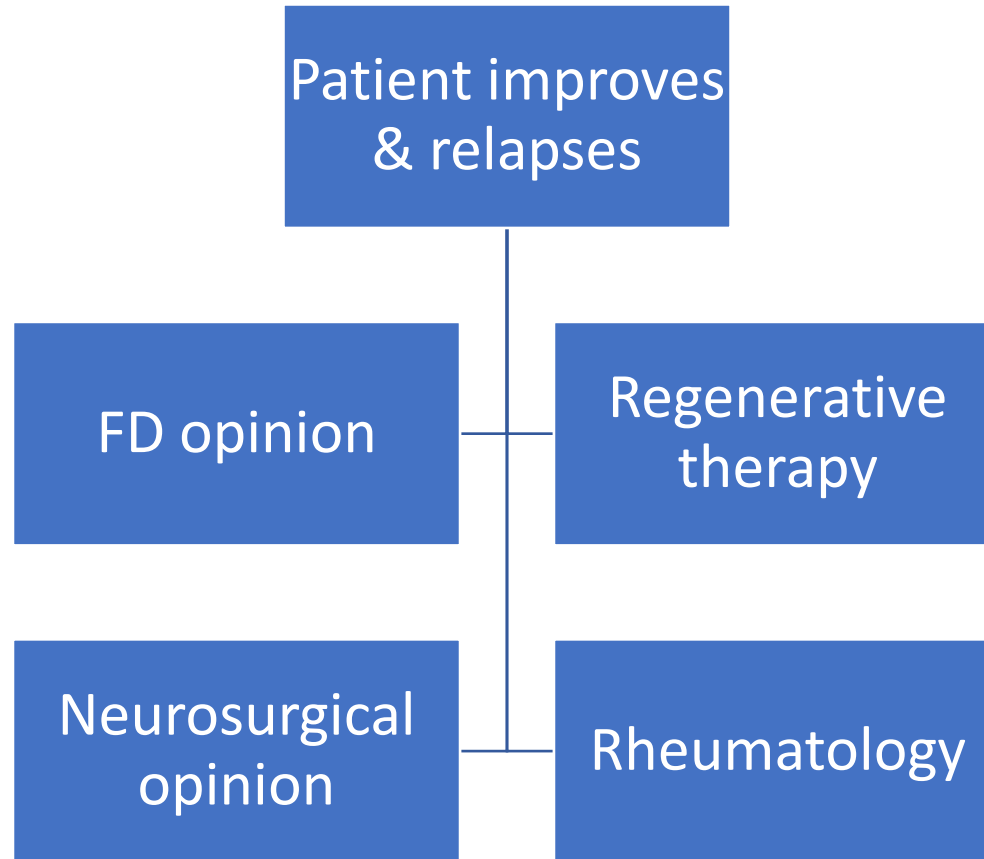 Patient improves
& relapses
FD opinion
Regenerative
therapy
Neurosurgical
opinion
Rheumatology